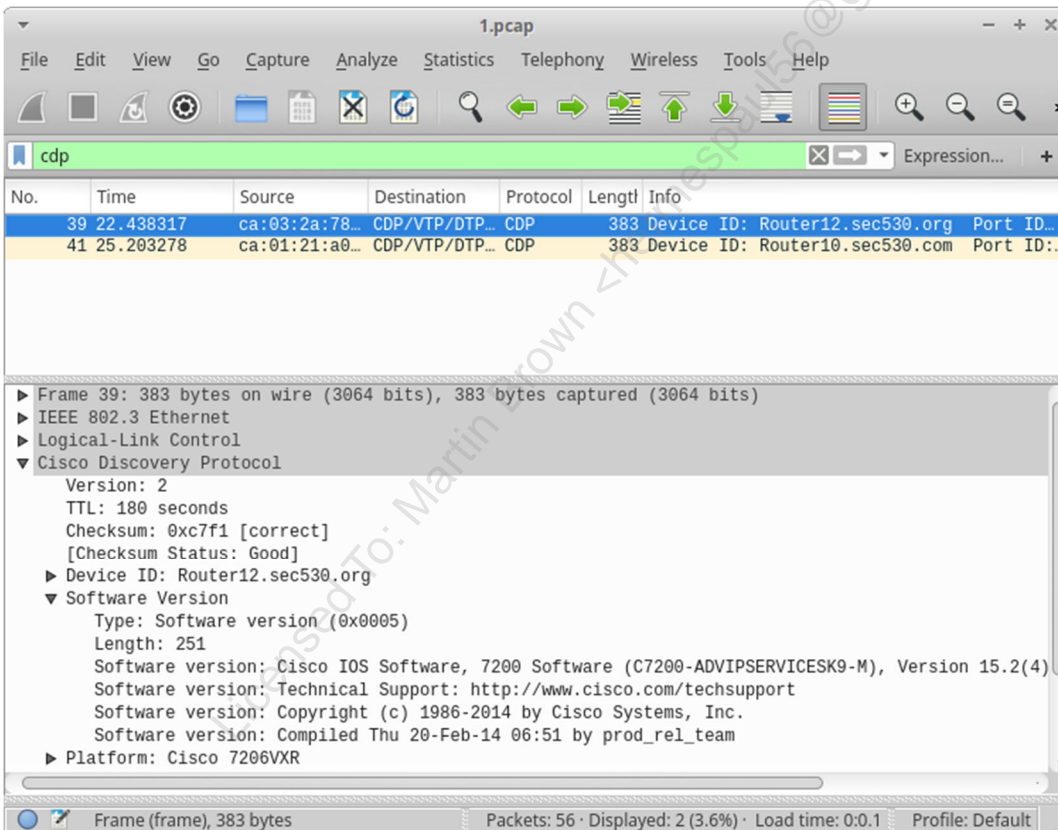 1.pcap
File Edit View Go Capture Analyze Statistics Telephony Wireless Tools Help
cdp Expression... +
No. Time Source Destination Protocol Length Info
39 22.438317 ca:03:2a:78… CDP/VTP/DTP… CDP 383 Device ID: Router12.sec530.org Port ID…
41 25.203278 ca:01:21:a0… CDP/VTP/DTP… CDP 383 Device ID: Router10.sec530.com Port ID:
Frame 39: 383 bytes on wire (3064 bits), 383 bytes captured (3064 bits)
IEEE 802.3 Ethernet
Logical-Link Control
Cisco Discovery Protocol
Version: 2
TTL: 180 seconds
Checksum: 0xc7f1 [correct]
[Checksum Status: Good]
Device ID: Router12.sec530.org
Software Version
Type: Software version (0x0005)
Length: 251
Software version: Cisco IOS Software, 7200 Software (C7200-ADVIPSERVICESK9-M), Version 15.2(4)
Software version: Technical Support: http://www.cisco.com/techsupport
Software version: Copyright (c) 1986-2014 by Cisco Systems, Inc.
Software version: Compiled Thu 20-Feb-14 06:51 by prod_rel_team
Platform: Cisco 7206VXR
Frame (frame), 383 bytes Packets: 56 · Displayed: 2 (3.6%) · Load time: 0:0.1 Profile: Default
Licensed To: Martin Brown